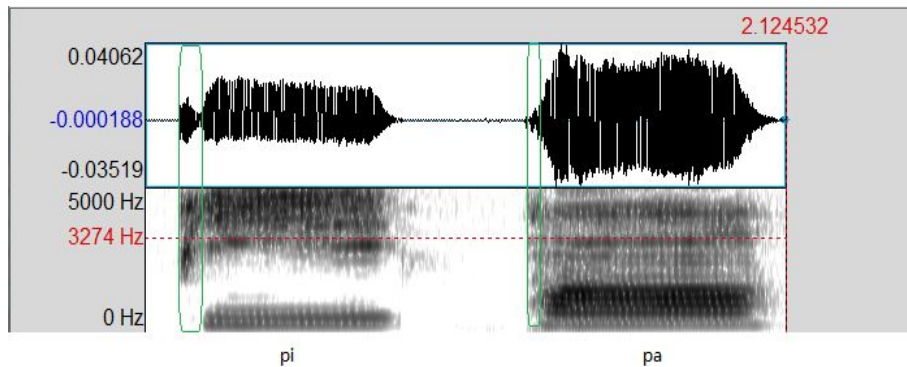 2.124532
0.04062
-0.000188
-0.03519
5000 Hz
3274 Hz
0 Hz
pi pa